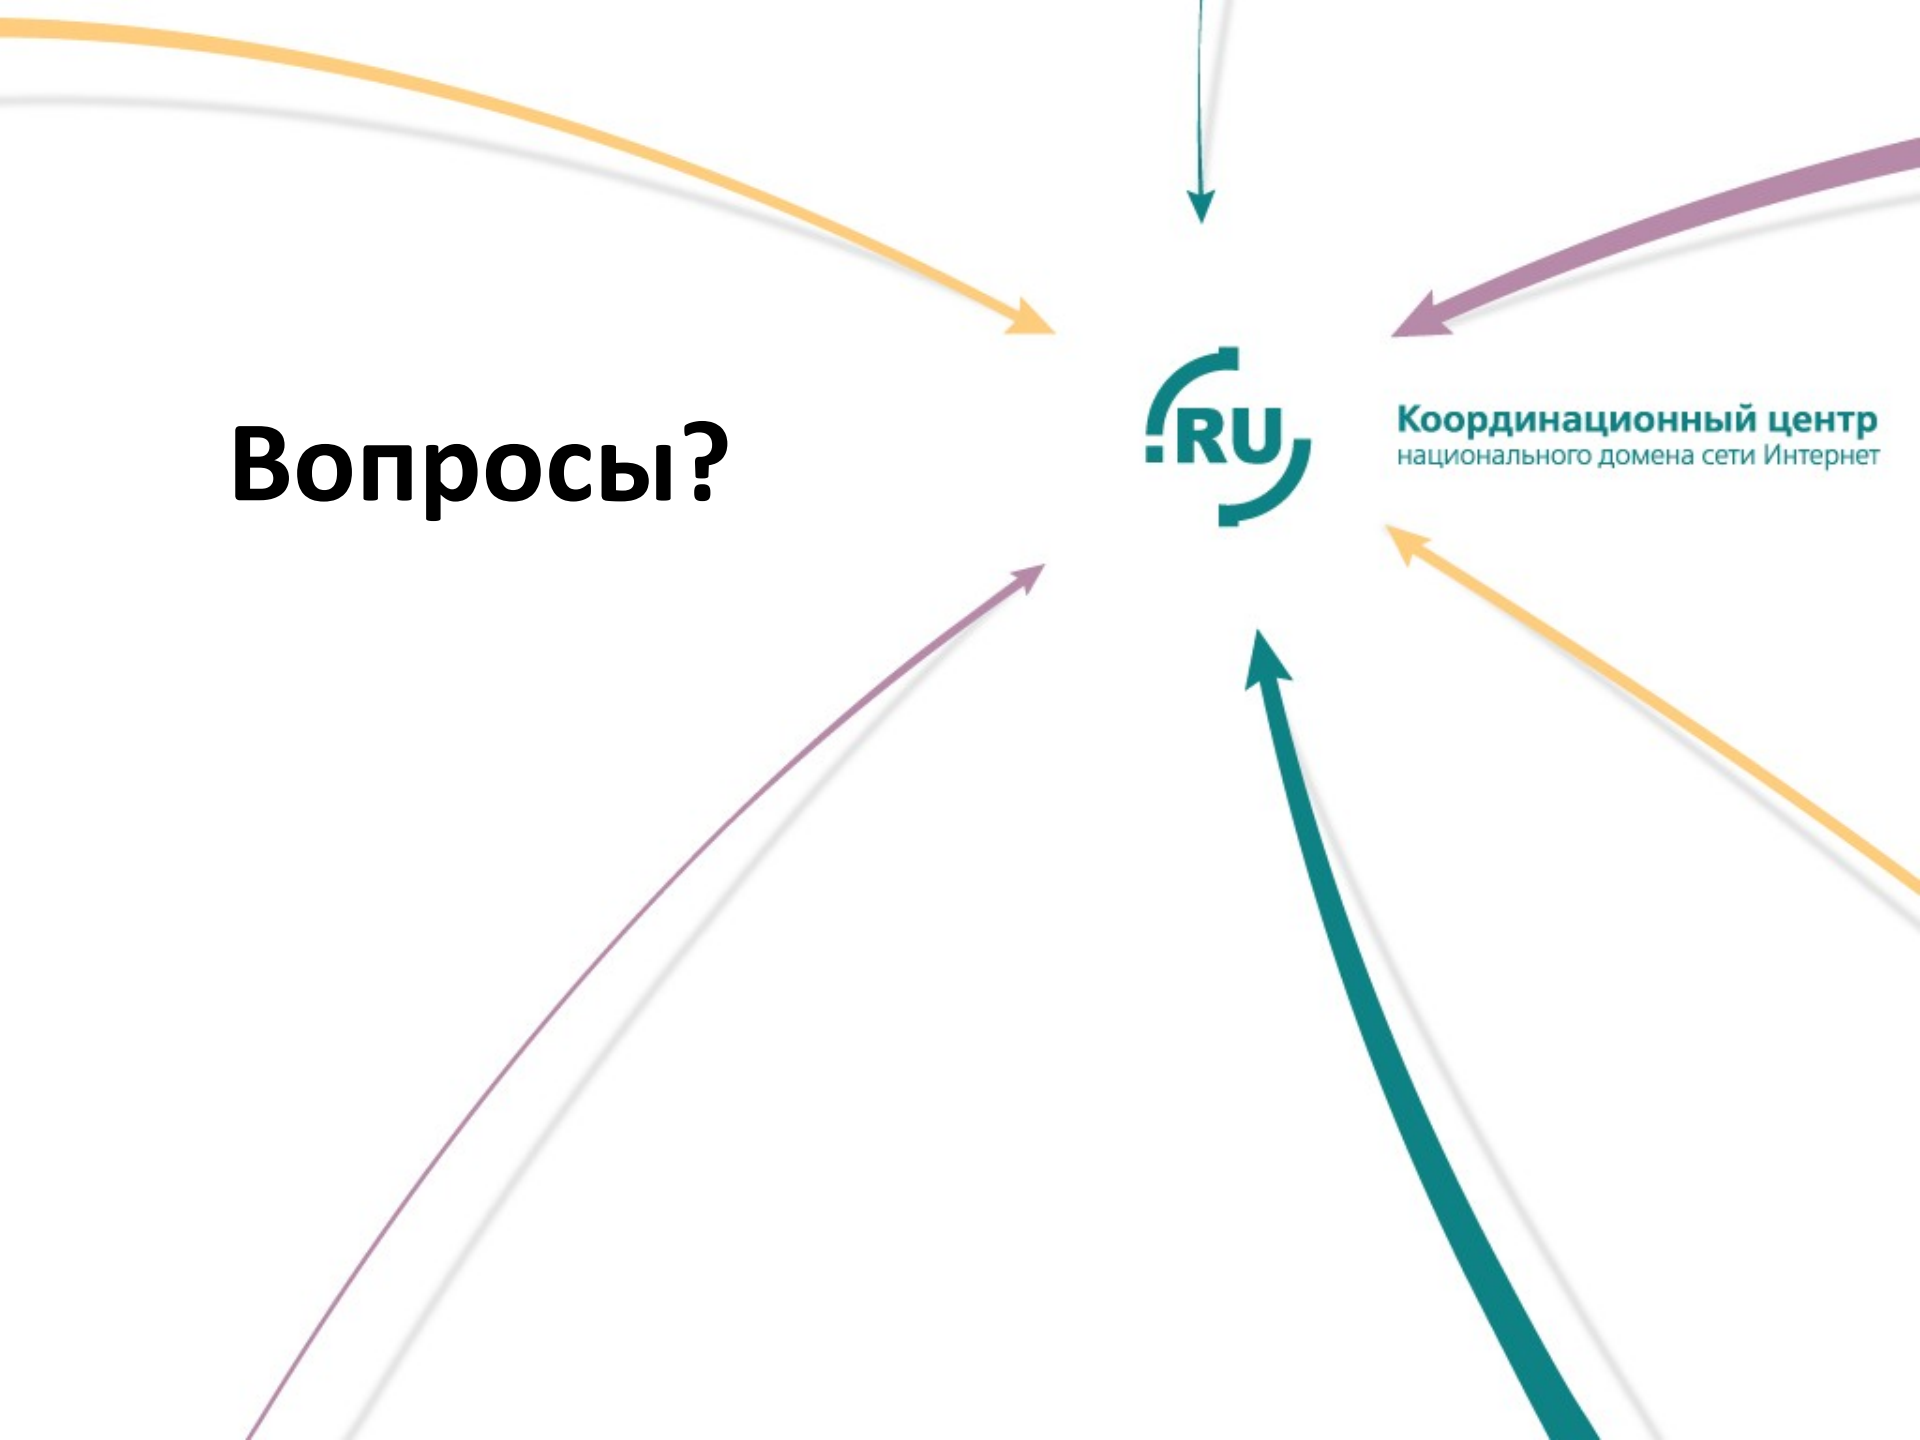 Вопросы?
.RU
Координационный центр
национального домена сети Интернет